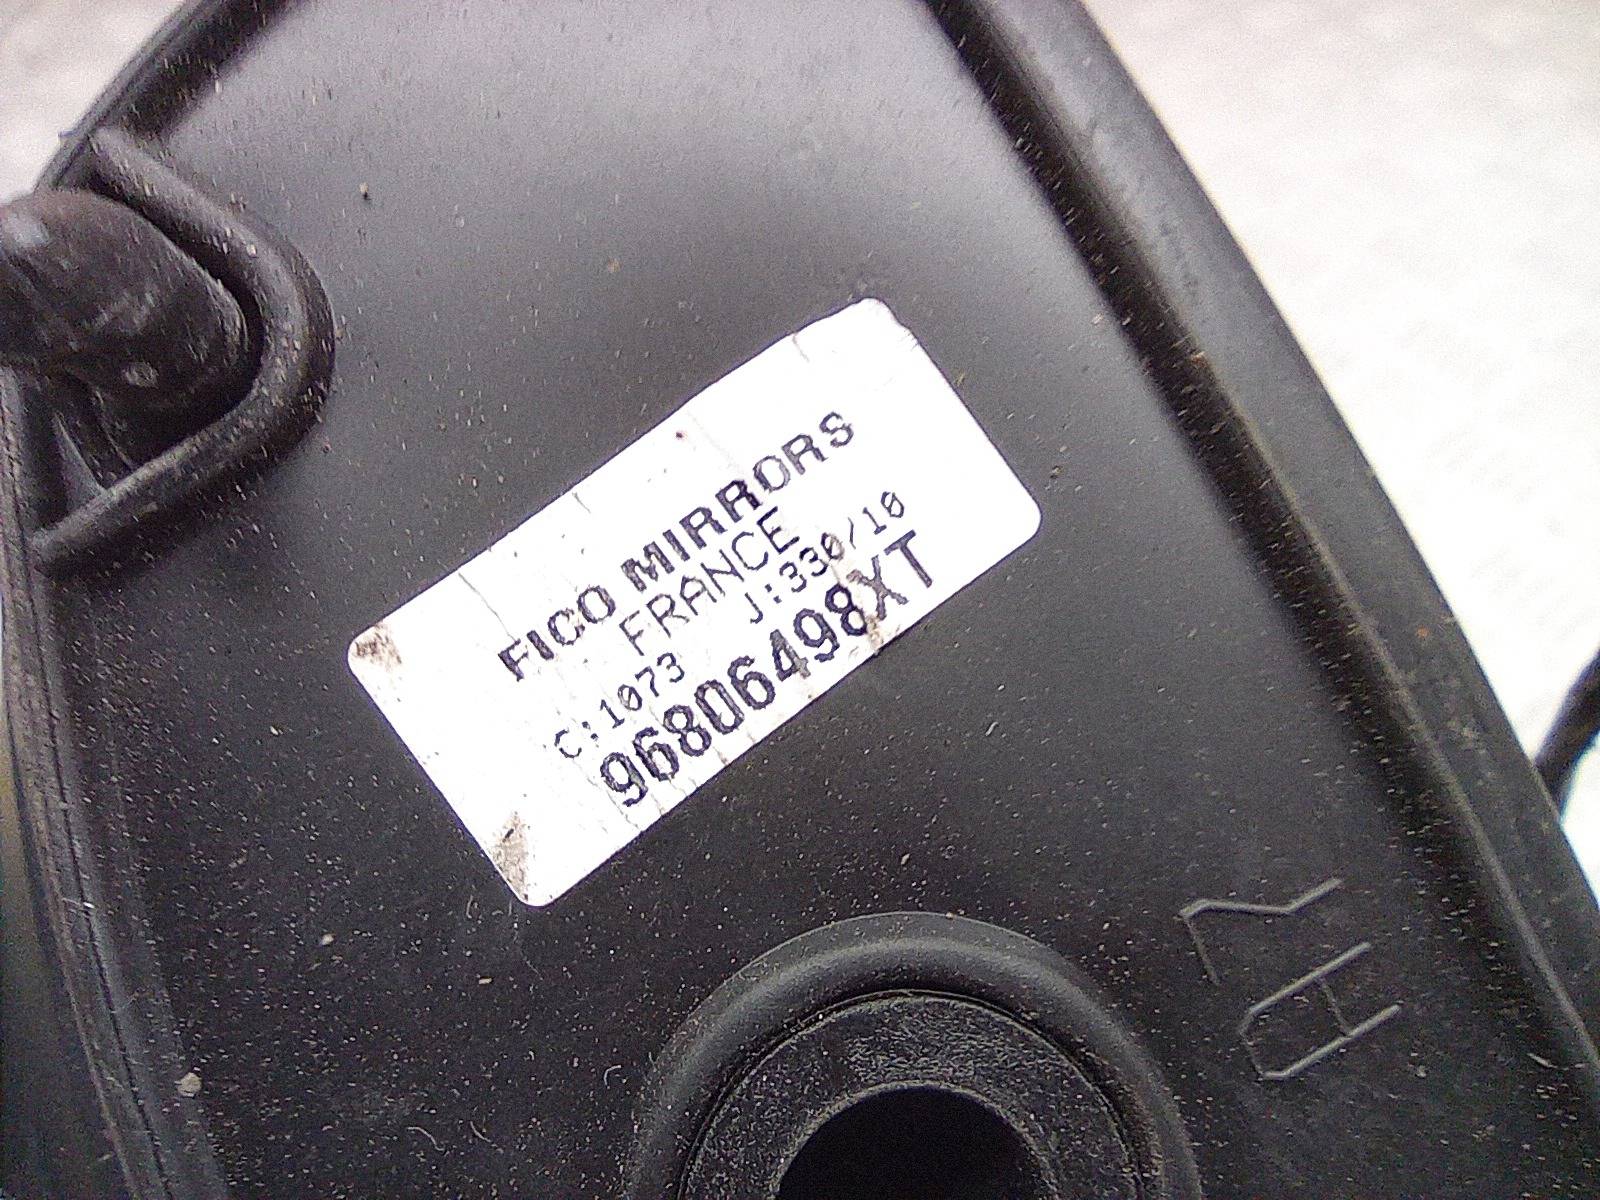 FICO MIRRORS
FRANCE
C:1073 J:330/10
96806498XT